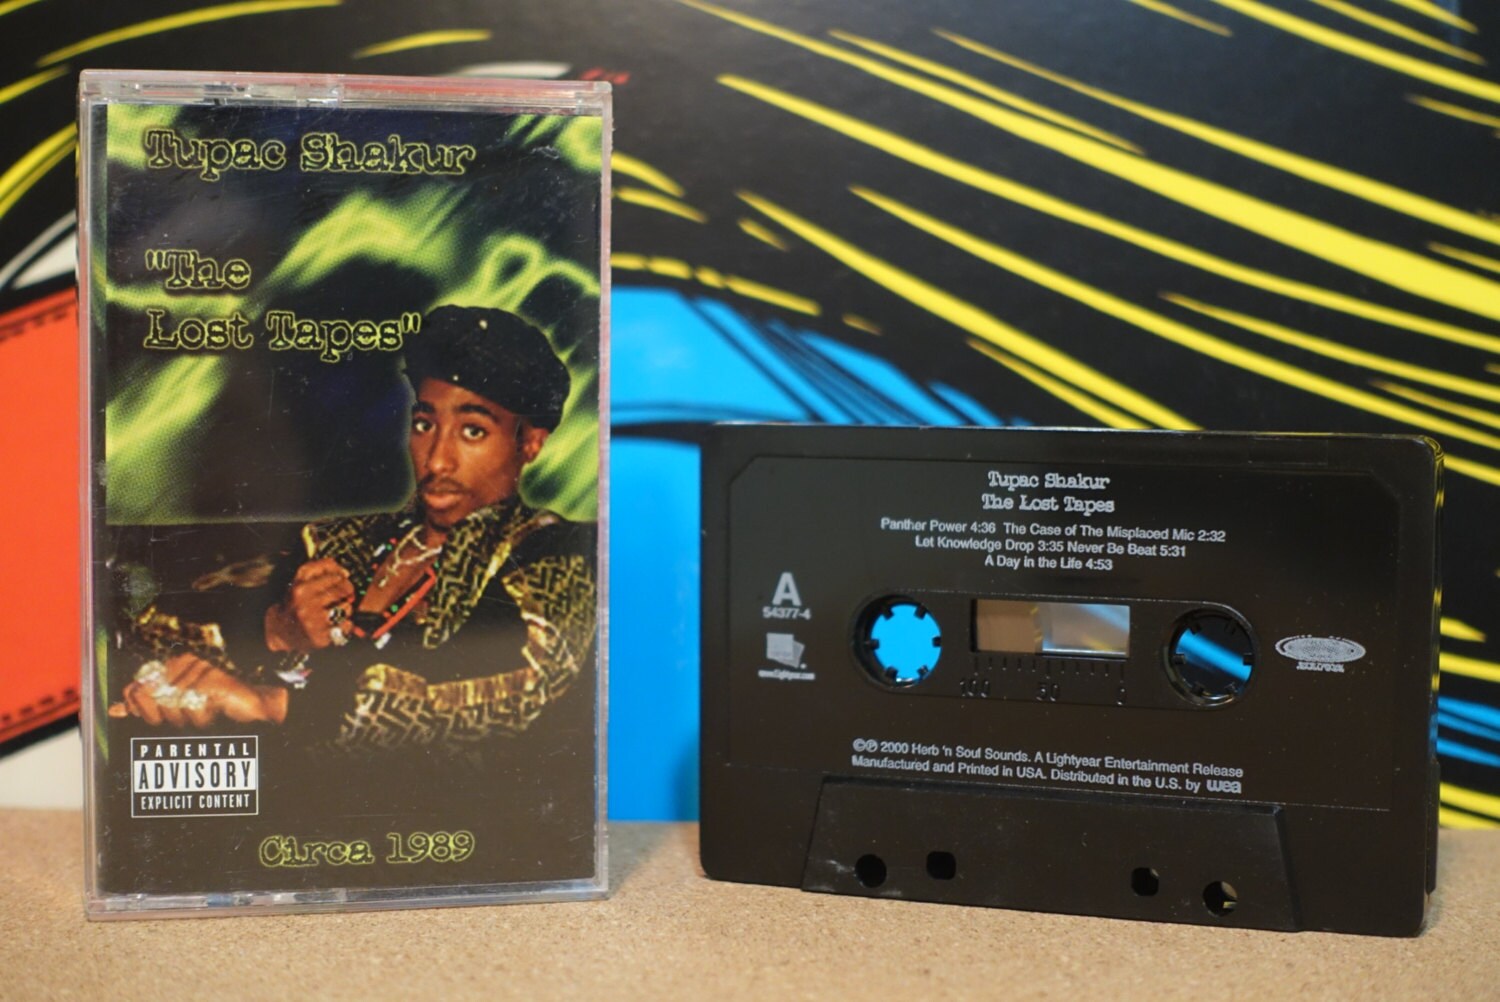 Tupac Shakur
"The
Lost Tapes"
PARENTAL
ADVISORY
EXPLICIT CONTENT
Circa 1989
Tupac Shakur
The Lost Tapes
Panther Power 4:36 The Case of The Misplaced Mic 2:32
Let Knowledge Drop 3:35 Never Be Beat 5:31
A Day in the Life 4:53
A
54377-4
100 50 0
©℗ 2000 Herb 'n Soul Sounds. A Lightyear Entertainment Release
Manufactured and Printed in USA. Distributed in the U.S. by wea